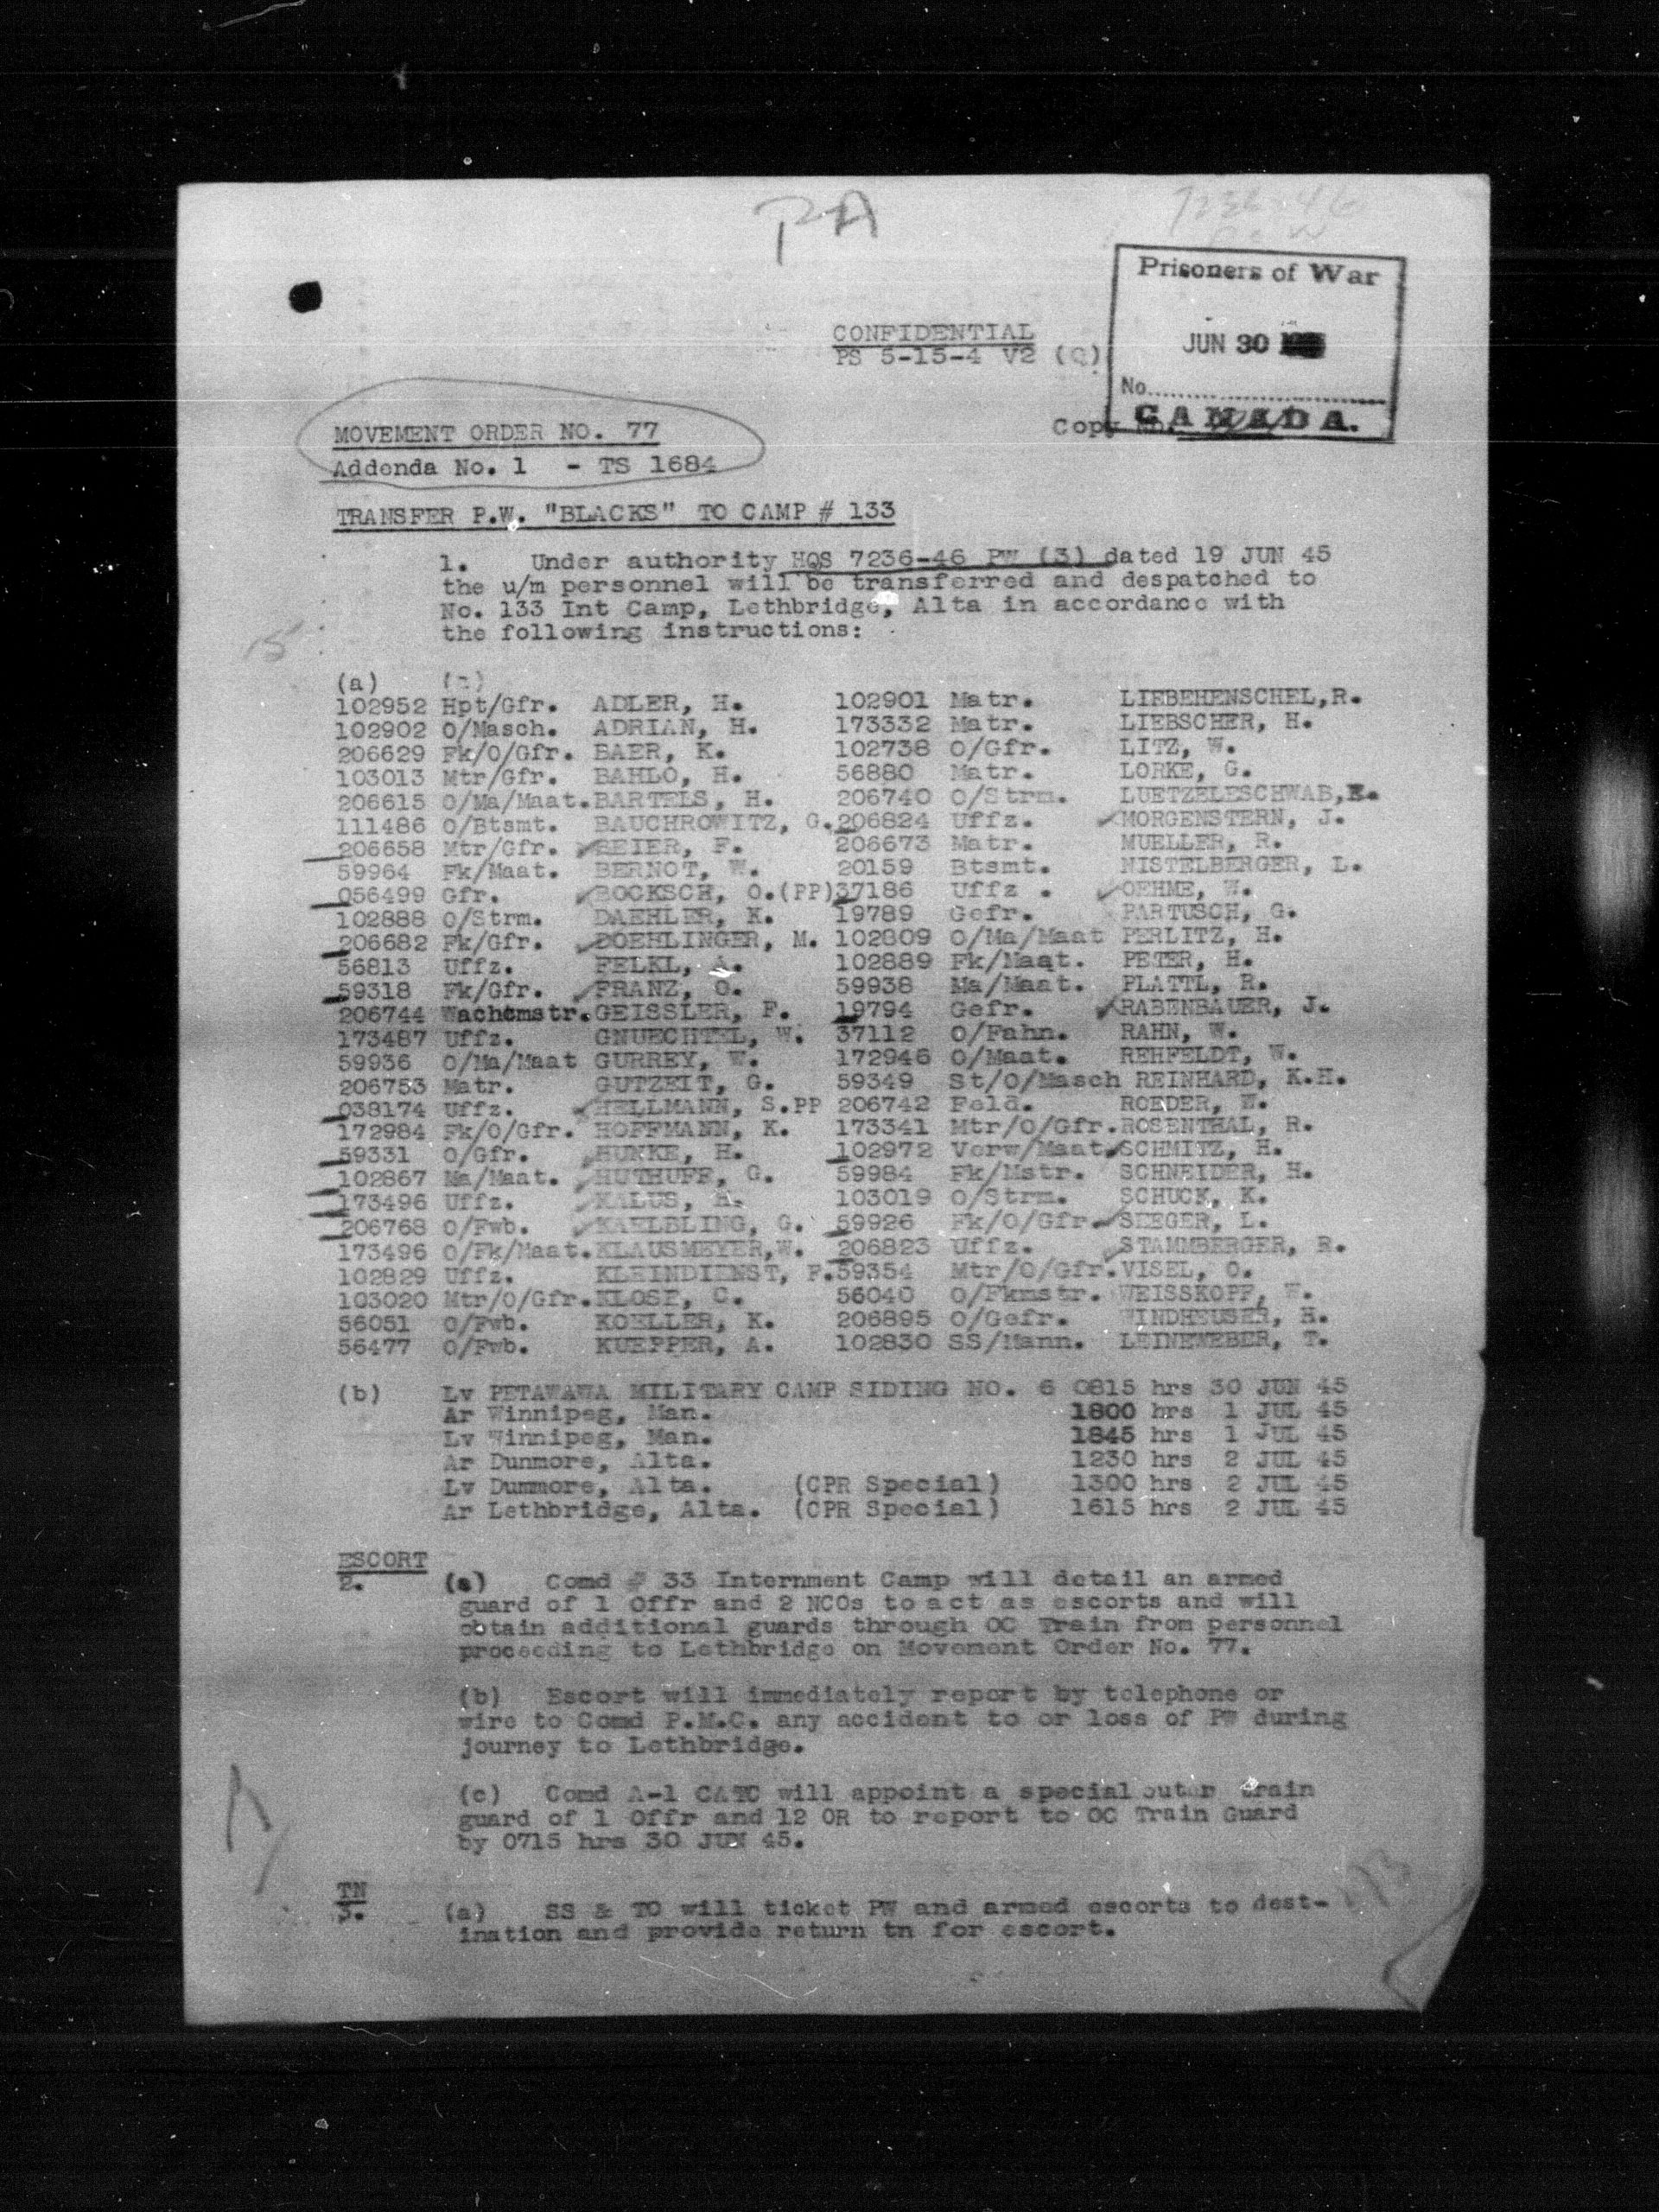 PA
7236-46
Prisoners of War
JUN 30
No.
CANADA.
CONFIDENTIAL
PS 5-15-4 V2 (Q)
Copy No.
MOVEMENT ORDER NO. 77
Addenda No. 1 - TS 1684
TRANSFER P.W. "BLACKS" TO CAMP # 133
1. Under authority HQS 7236-46 PW (3) dated 19 JUN 45
the u/m personnel will be transferred and despatched to
No. 133 Int Camp, Lethbridge, Alta in accordance with
the following instructions:
15
(a)
102952 Hpt/Gfr. ADLER, H. 102901 Matr. LIEBEHENSCHEL,R.
102902 O/Masch. ADRIAN, H. 173332 Matr. LIEBSCHER, H.
206629 Fk/O/Gfr. BAER, K. 102738 O/Gfr. LITZ, W.
103013 Mtr/Gfr. BAHLO, H. 56880 Matr. LORKE, G.
206615 O/Ma/Maat. BARTELS, H. 206740 O/Strm. LUETZELESCHWAB,E.
111486 O/Btsmt. BAUCHROWITZ, G. 206824 Uffz. MORGENSTERN, J.
206658 Mtr/Gfr. BEIER, F. 206673 Matr. MUELLER, R.
59964 Fk/Maat. BERNOT, W. 20159 Btsmt. NISTELBERGER, L.
056499 Gfr. BOCKSCH, O.(PP) 37186 Uffz . OEHME, W.
102888 O/Strm. DAEHLER, K. 19789 Gefr. PARTUSCH, G.
206682 Fk/Gfr. DOEHLINGER, M. 102809 O/Ma/Maat PERLITZ, H.
56813 Uffz. FELKL, A. 102889 Fk/Maat. PETER, H.
59318 Fk/Gfr. FRANZ, O. 59938 Ma/Maat. PLATTL, R.
206744 Wachtmstr. GEISSLER, F. 19794 Gefr. RABENBAUER, J.
173487 Uffz. GNUECHTEL, W. 37112 O/Fahn. RAHN, W.
59936 O/Ma/Maat GURREY, W. 172946 O/Maat. REHFELDT, W.
206753 Matr. GUTZEIT, G. 59349 St/O/Masch REINHARD, K.H.
038174 Uffz. HELLMANN, S.PP 206742 Feld. ROEDER, W.
172984 Fk/O/Gfr. HOFFMANN, K. 173341 Mtr/O/Gfr. ROSENTHAL, R.
59331 O/Gfr. HUNKE, H. 102972 Verw/Maat SCHMITZ, H.
102867 Ma/Maat. HUTHUFF, G. 59984 Fk/Mstr. SCHNEIDER, H.
173496 Uffz. KALUS, H. 103019 O/Strm. SCHUCK, K.
206768 O/Fwb. KAELBLING, G. 59926 Fk/O/Gfr. SEEGER, L.
173496 O/Fk/Maat. KLAUSMEYER,W. 206823 Uffz. STAMMBERGER, R.
102829 Uffz. KLEINDIENST, F. 59354 Mtr/O/Gfr. VISEL, O.
103020 Mtr/O/Gfr. KLOSE, C. 56040 O/Fkmstr. WEISSKOPF, W.
56051 O/Fwb. KOELLER, K. 206895 O/Gefr. WINDHEUSER, H.
56477 O/Fwb. KUEPPER, A. 102830 SS/Mann. LEINEWEBER, T.
(b) Lv PETAWAWA MILITARY CAMP SIDING NO. 6 0815 hrs 30 JUN 45
Ar Winnipeg, Man. 1800 hrs 1 JUL 45
Lv Winnipeg, Man. 1845 hrs 1 JUL 45
Ar Dunmore, Alta. 1230 hrs 2 JUL 45
Lv Dunmore, Alta. (CPR Special) 1300 hrs 2 JUL 45
Ar Lethbridge, Alta. (CPR Special) 1615 hrs 2 JUL 45
ESCORT
2. (a) Comd # 33 Internment Camp will detail an armed
guard of 1 Offr and 2 NCOs to act as escorts and will
obtain additional guards through OC Train from personnel
proceeding to Lethbridge on Movement Order No. 77.
(b) Escort will immediately report by telephone or
wire to Comd P.M.C. any accident to or loss of PW during
journey to Lethbridge.
(c) Comd A-1 CATC will appoint a special outer train
guard of 1 Offr and 12 OR to report to OC Train Guard
by 0715 hrs 30 JUN 45.
TN
3. (a) SS & TO will ticket PW and armed escorts to dest-
ination and provide return tn for escort.